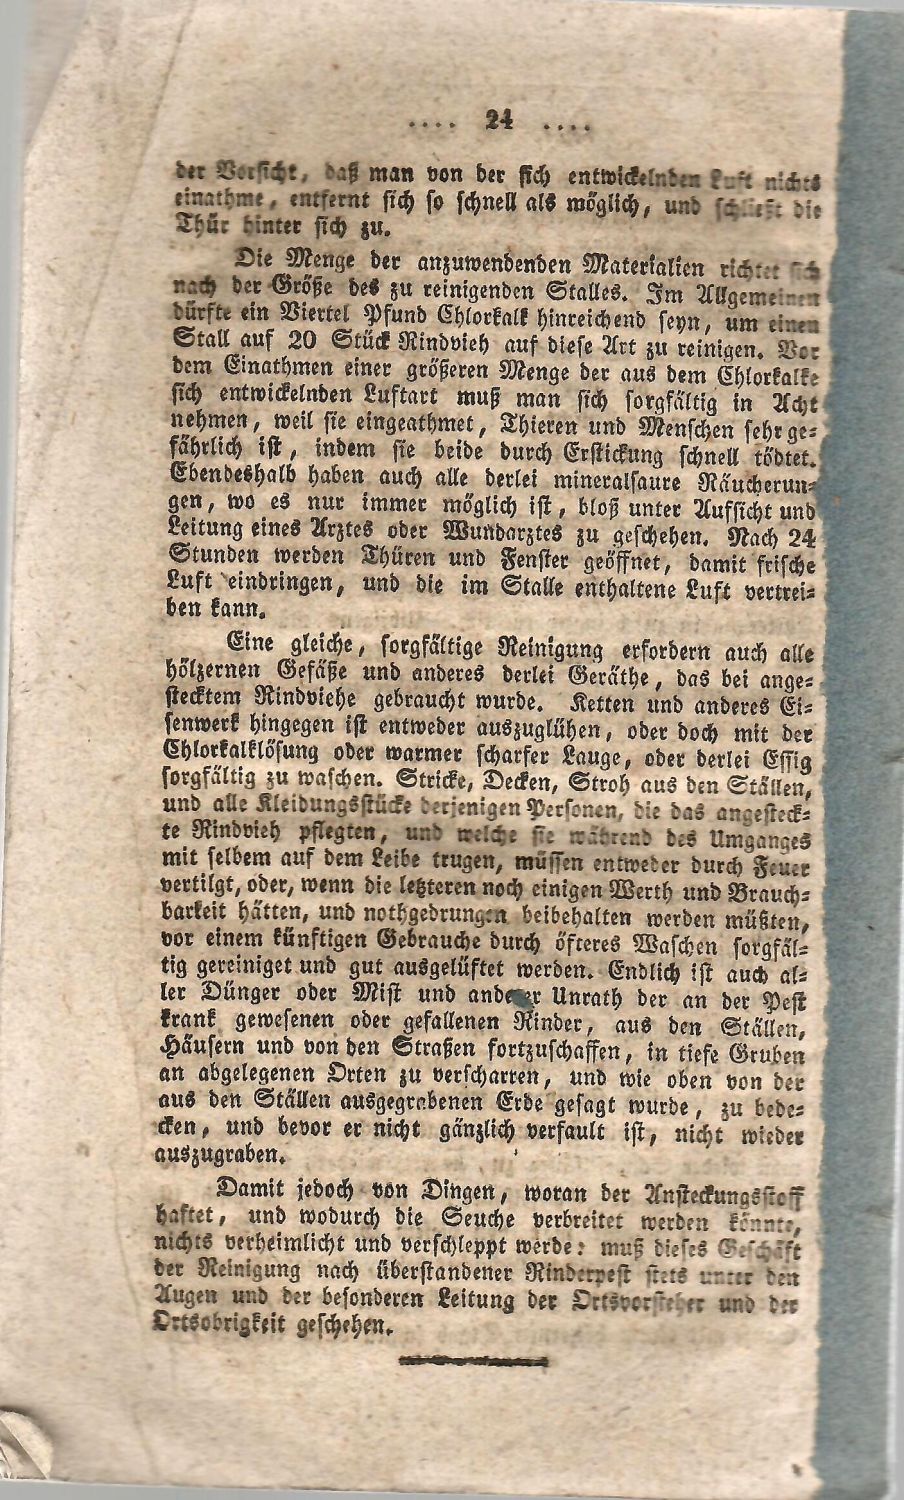 .... 24 ....
der Vorsicht, daß man von der sich entwickelnden Luft nichts
einathme, entfernt sich so schnell als möglich, und schließt die
Thür hinter sich zu.
Die Menge der anzuwendenden Materialien richtet sich
nach der Größe des zu reinigenden Stalles. Im Allgemeinen
dürfte ein Viertel Pfund Chlorkalk hinreichend seyn, um einen
Stall auf 20 Stück Rindvieh auf diese Art zu reinigen. Vor
dem Einathmen einer größeren Menge der aus dem Chlorkalke
sich entwickelnden Luftart muß man sich sorgfältig in Acht
nehmen, weil sie eingeathmet, Thieren und Menschen sehr ge-
fährlich ist, indem sie beide durch Erstickung schnell tödtet.
Ebendeshalb haben auch alle derlei mineralsaure Räucherun-
gen, wo es nur immer möglich ist, bloß unter Aufsicht und
Leitung eines Arztes oder Wundarztes zu geschehen. Nach 24
Stunden werden Thüren und Fenster geöffnet, damit frische
Luft eindringen, und die im Stalle enthaltene Luft vertrei-
ben kann.
Eine gleiche, sorgfältige Reinigung erfordern auch alle
hölzernen Gefäße und anderes derlei Geräthe, das bei ange-
stecktem Rindviehe gebraucht wurde. Ketten und anderes Ei-
senwerk hingegen ist entweder auszuglühen, oder doch mit der
Chlorkalklösung oder warmer scharfer Lauge, oder derlei Essig
sorgfältig zu waschen. Stricke, Decken, Stroh aus den Ställen,
und alle Kleidungsstücke derjenigen Personen, die das angesteck-
te Rindvieh pflegten, und welche sie während des Umganges
mit selbem auf dem Leibe trugen, müssen entweder durch Feuer
vertilgt, oder, wenn die letzteren noch einigen Werth und Brauch-
barkeit hätten, und nothgedrungen beibehalten werden müßten,
vor einem künftigen Gebrauche durch öfteres Waschen sorgfäl-
tig gereiniget und gut ausgelüftet werden. Endlich ist auch al-
ler Dünger oder Mist und anderer Unrath der an der Pest
krank gewesenen oder gefallenen Rinder, aus den Ställen,
Häusern und von den Straßen fortzuschaffen, in tiefe Gruben
an abgelegenen Orten zu verscharren, und wie oben von der
aus den Ställen ausgegrabenen Erde gesagt wurde, zu bede-
cken, und bevor er nicht gänzlich verfault ist, nicht wieder
auszugraben.
Damit jedoch von Dingen, woran der Ansteckungsstoff
haftet, und wodurch die Seuche verbreitet werden könnte,
nichts verheimlicht und verschleppt werde: muß dieses Geschäft
der Reinigung nach überstandener Rinderpest stets unter den
Augen und der besonderen Leitung der Ortsvorsteher und der
Ortsobrigkeit geschehen.